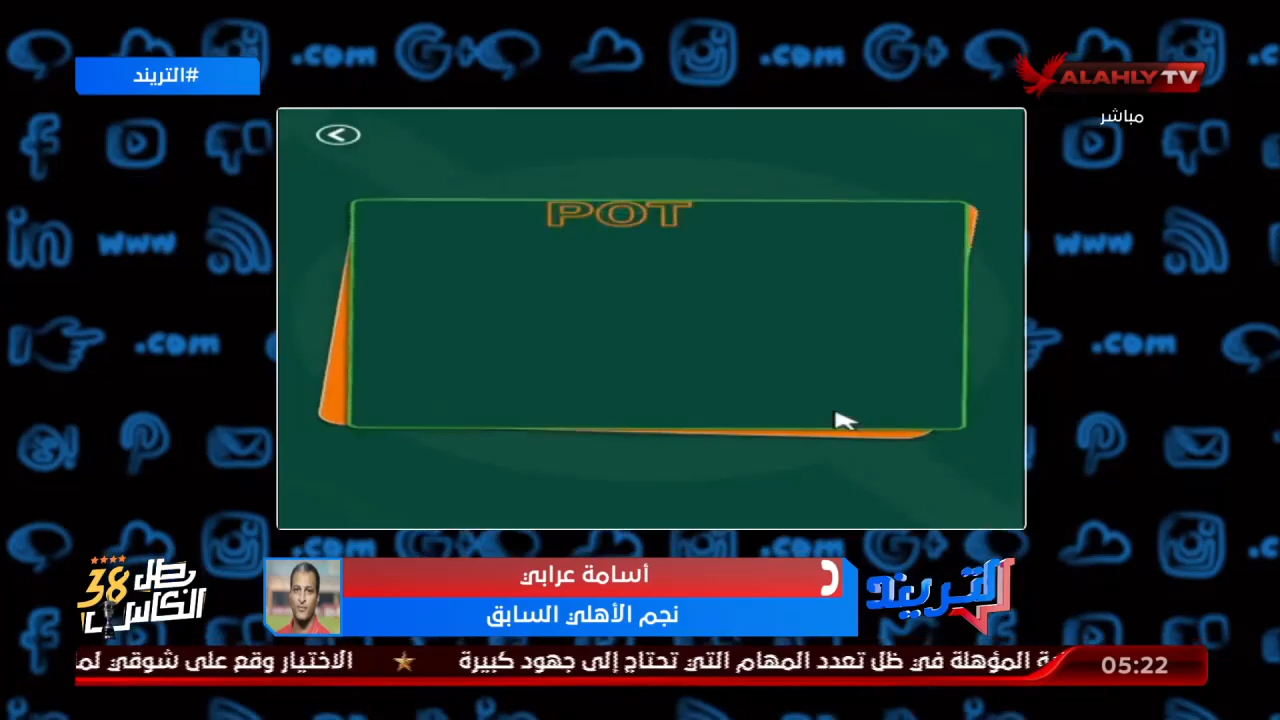 #التريند
ALAHLY TV
مباشر
POT
أسامة عرابي
نجم الأهلي السابق
التريند
بطل الكاس 38
المؤهلة في ظل تعدد المهام التي تحتاج إلى جهود كبيرة ★ الاختيار وقع على شوقي
05:22